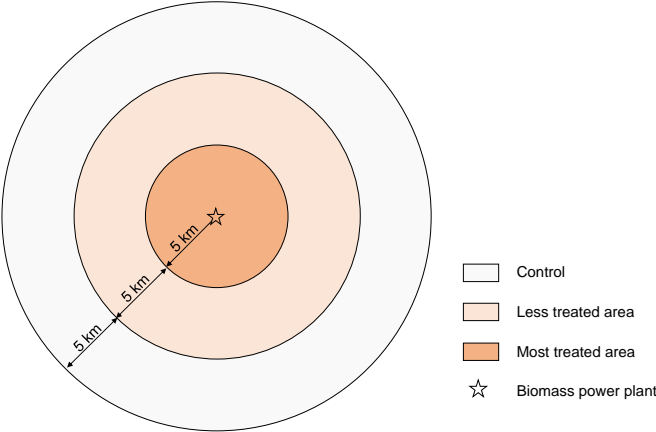 5 km
5 km
5 km
Control
Less treated area
Most treated area
Biomass power plant